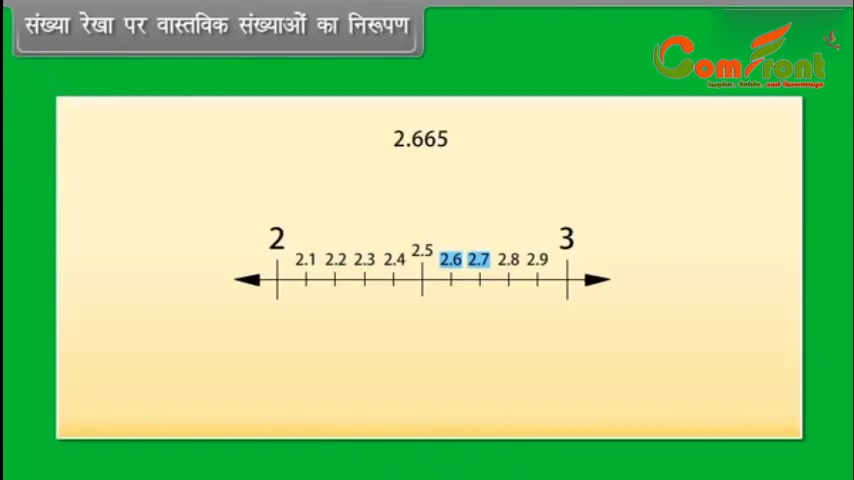 संख्या रेखा पर वास्तविक संख्याओं का निरूपण
ComFront
2.665
2 2.1 2.2 2.3 2.4 2.5 2.6 2.7 2.8 2.9 3